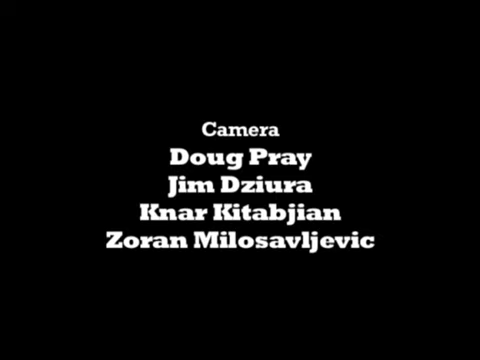 Camera
Doug Pray
Jim Dziura
Knar Kitabjian
Zoran Milosavljevic